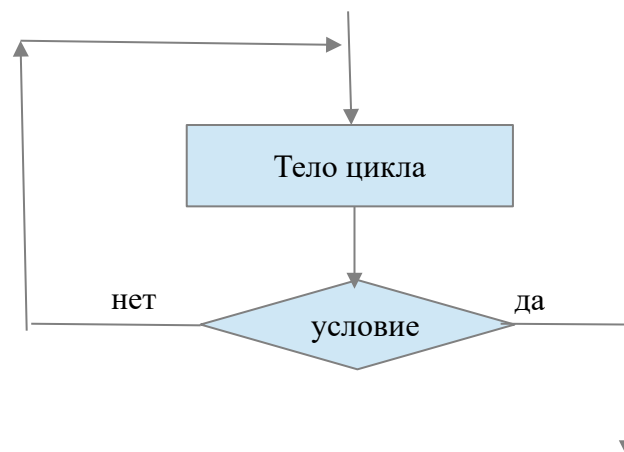 Тело цикла
нет
да
условие